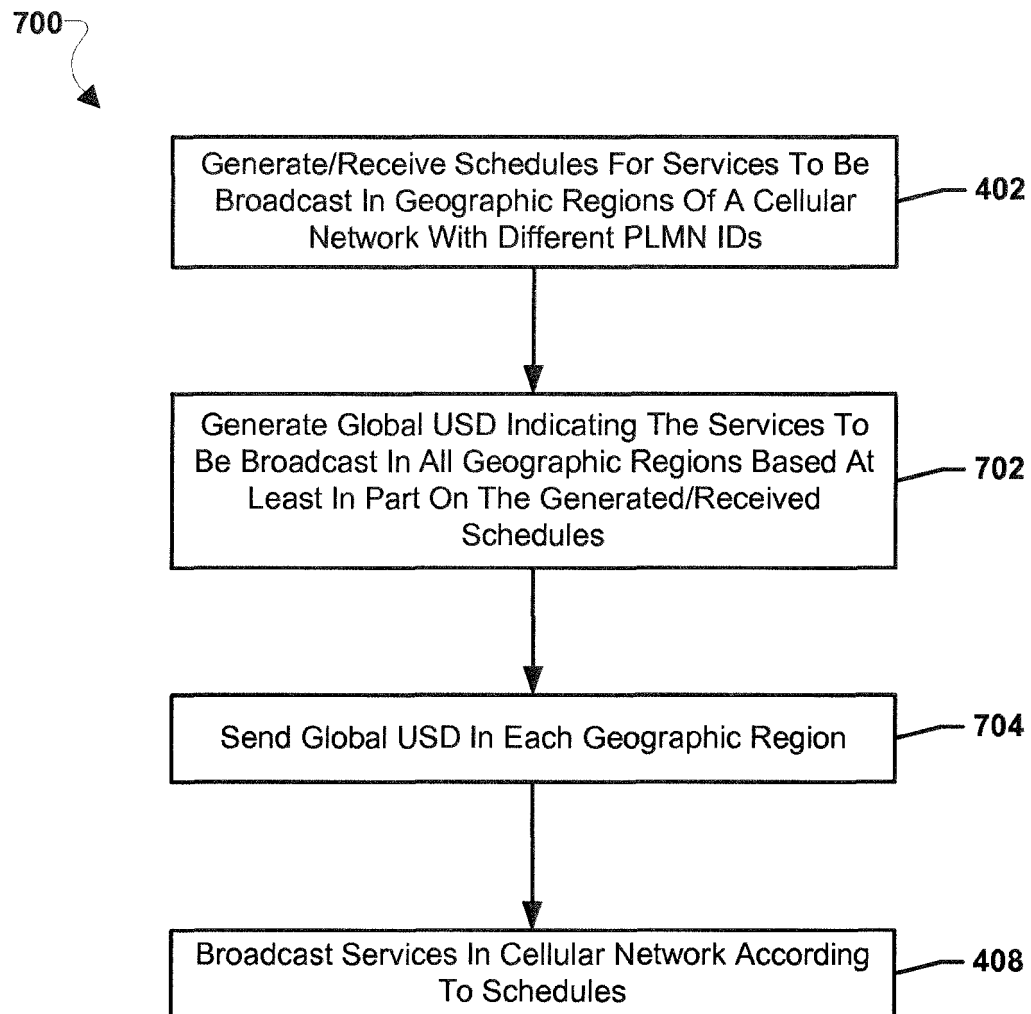 700
Generate/Receive Schedules For Services To Be
Broadcast In Geographic Regions Of A Cellular
Network With Different PLMN IDs
402
Generate Global USD Indicating The Services To
Be Broadcast In All Geographic Regions Based At
Least In Part On The Generated/Received
Schedules
702
Send Global USD In Each Geographic Region
704
Broadcast Services In Cellular Network According
To Schedules
408